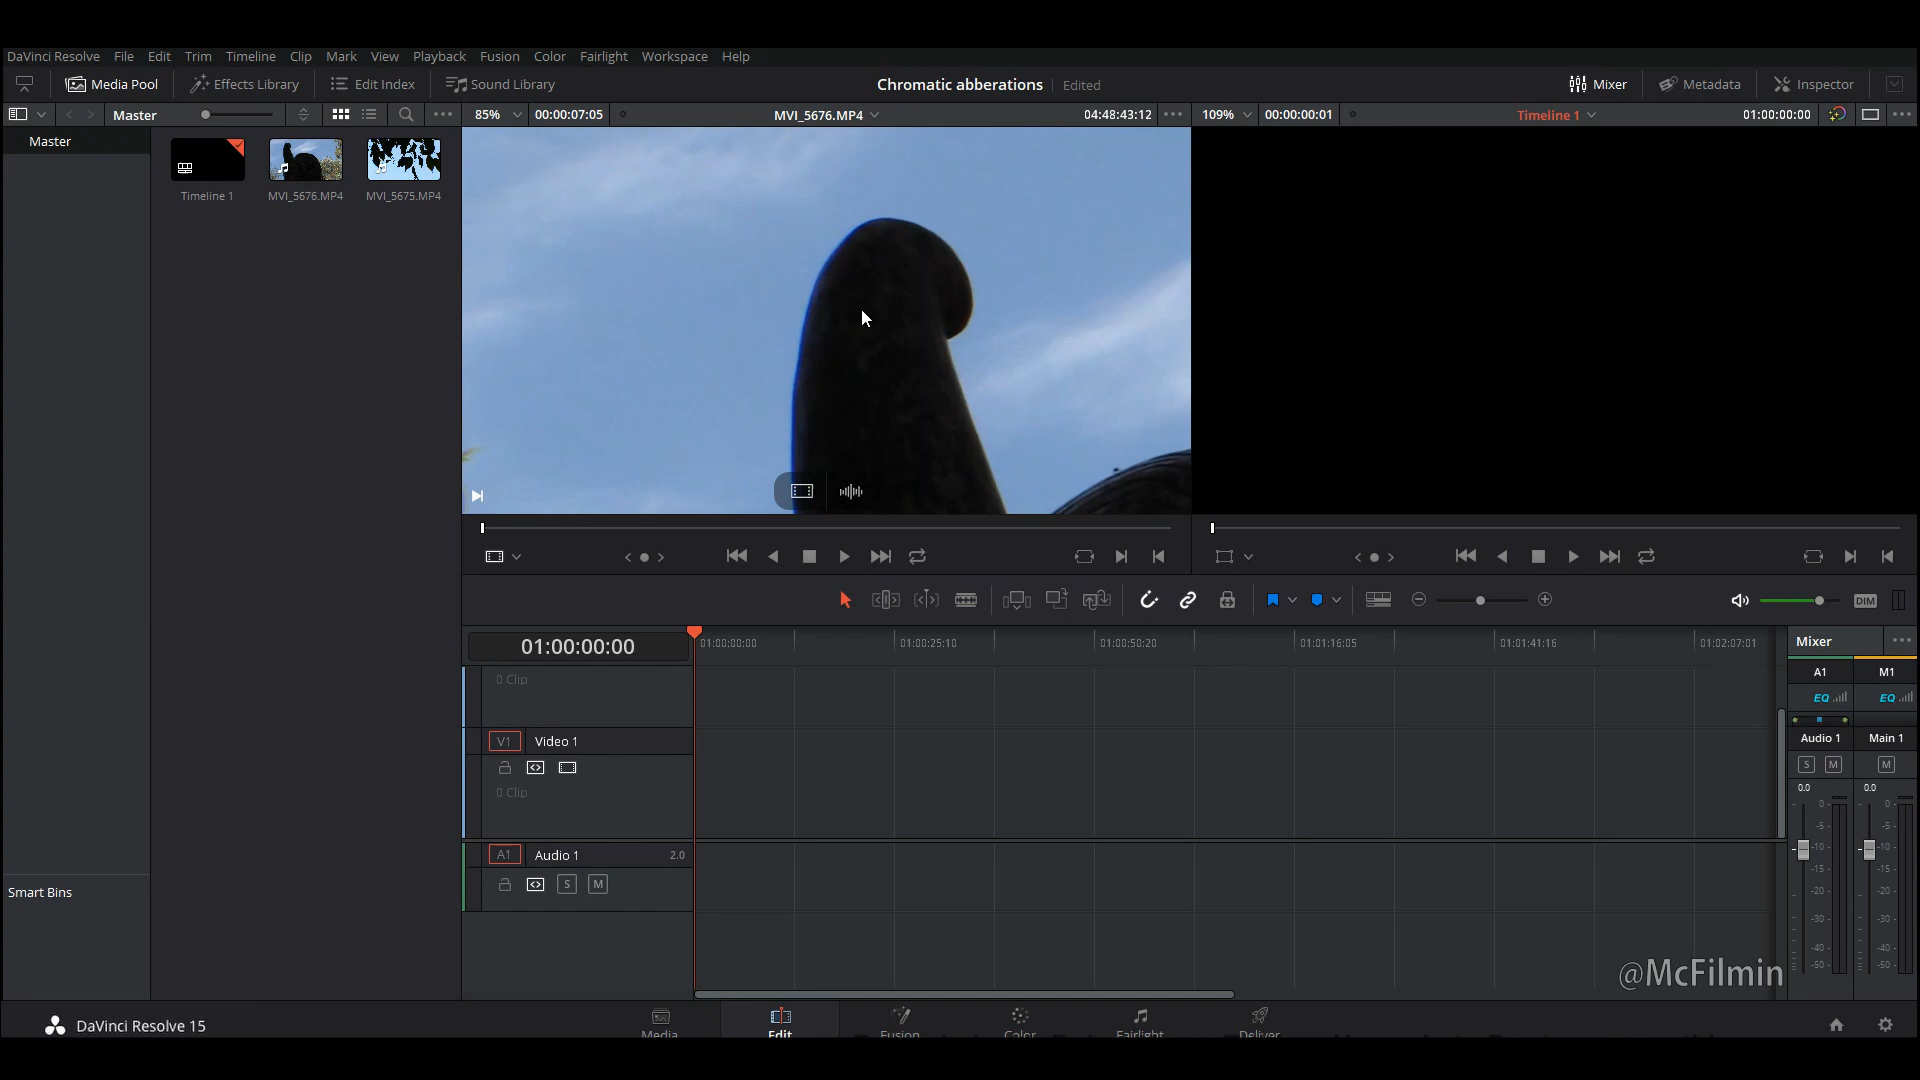 DaVinci Resolve File Edit Trim Timeline Clip Mark View Playback Fusion Color Fairlight Workspace Help
Media Pool Effects Library Edit Index Sound Library Chromatic abberations Edited Mixer Metadata Inspector
Master 85% 00:00:07:05 MVI_5676.MP4 04:48:43:12 109% 00:00:00:01 Timeline 1 01:00:00:00
Master
Timeline 1 MVI_5676.MP4 MVI_5675.MP4
DIM
01:00:00:00 01:00:00:00 01:00:25:10 01:00:50:20 01:01:16:05 01:01:41:16 01:02:07:01 Mixer
0 Clip A1 M1
EQ EQ
V1 Video 1 Audio 1 Main 1
S M M
0 Clip 0.0 0.0
0 0
-5 -5
A1 Audio 1 2.0 -10 -10
-15 -15
S M -20 -20
Smart Bins -30 -30
-40 -40
-50 -50
@McFilmin
DaVinci Resolve 15 Media Edit Fusion Color Fairlight Deliver